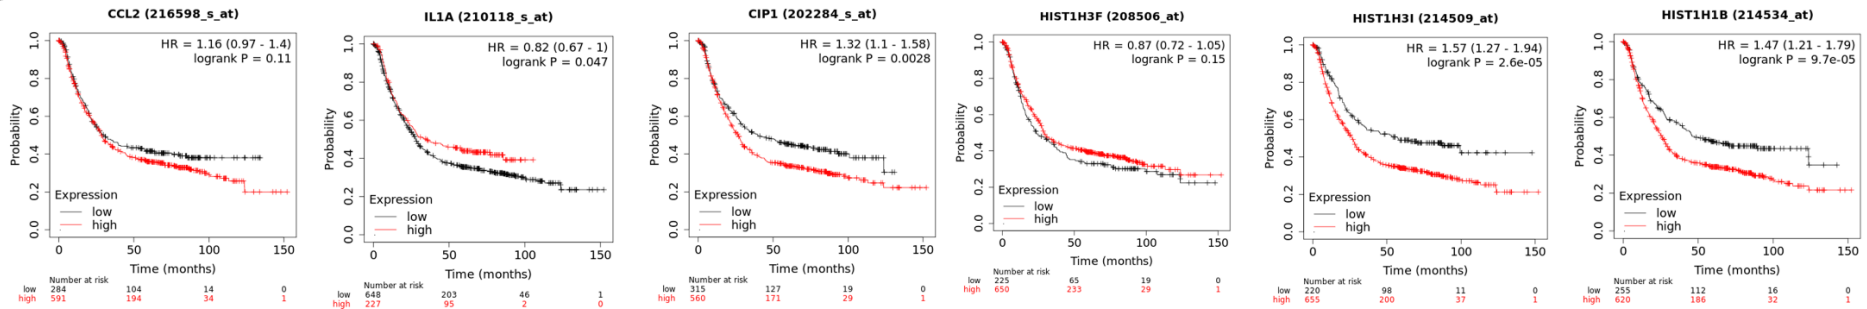 CCL2 (216598_s_at)
HR = 1.16 (0.97 - 1.4)
logrank P = 0.11
Probability
1.0
0.8
0.6
0.4
0.2
0.0
Expression
low
high
0 50 100 150
Time (months)
Number at risk
low 284 104 14 0
high 591 194 34 1
IL1A (210118_s_at)
HR = 0.82 (0.67 - 1)
logrank P = 0.047
Probability
1.0
0.8
0.6
0.4
0.2
0.0
Expression
low
high
0 50 100 150
Time (months)
Number at risk
low 648 203 46 1
high 227 95 2 0
CIP1 (202284_s_at)
HR = 1.32 (1.1 - 1.58)
logrank P = 0.0028
Probability
1.0
0.8
0.6
0.4
0.2
0.0
Expression
low
high
0 50 100 150
Time (months)
Number at risk
low 315 127 19 0
high 560 171 29 1
HIST1H3F (208506_at)
HR = 0.87 (0.72 - 1.05)
logrank P = 0.15
Probability
1.0
0.8
0.6
0.4
0.2
0.0
Expression
low
high
0 50 100 150
Time (months)
Number at risk
low 225 65 19 0
high 650 233 29 1
HIST1H3I (214509_at)
HR = 1.57 (1.27 - 1.94)
logrank P = 2.6e-05
Probability
1.0
0.8
0.6
0.4
0.2
0.0
Expression
low
high
0 50 100 150
Time (months)
Number at risk
low 220 98 11 0
high 655 200 37 1
HIST1H1B (214534_at)
HR = 1.47 (1.21 - 1.79)
logrank P = 9.7e-05
Probability
1.0
0.8
0.6
0.4
0.2
0.0
Expression
low
high
0 50 100 150
Time (months)
Number at risk
low 255 112 16 0
high 620 186 32 1